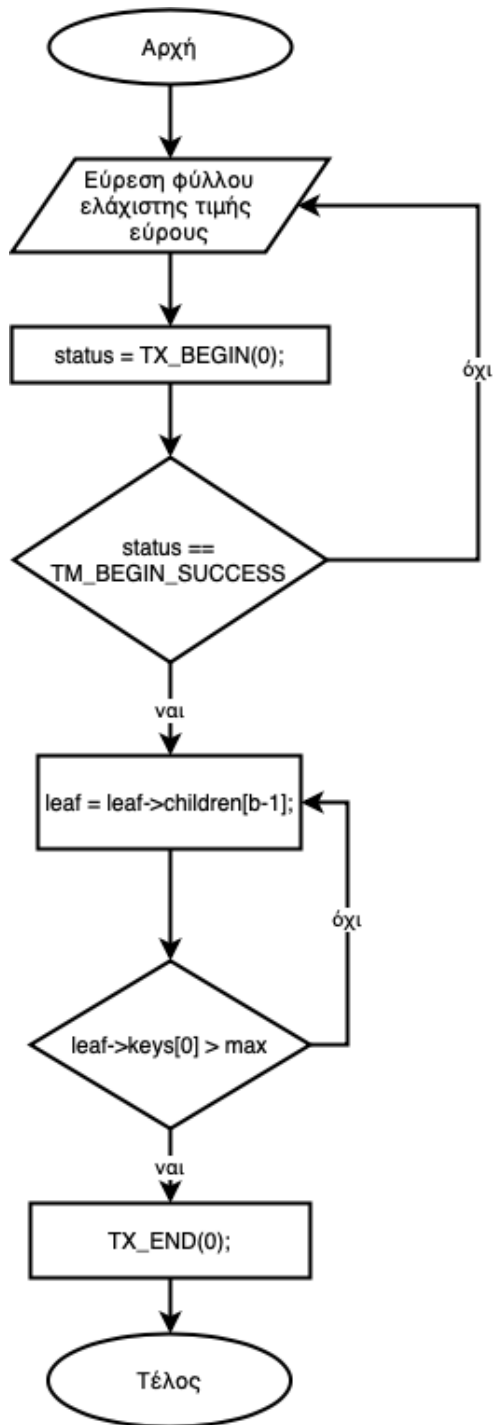 Αρχή
Εύρεση φύλλου
ελάχιστης τιμής
εύρους
status = TX_BEGIN(0);
όχι
status ==
TM_BEGIN_SUCCESS
ναι
leaf = leaf->children[b-1];
όχι
leaf->keys[0] > max
ναι
TX_END(0);
Τέλος